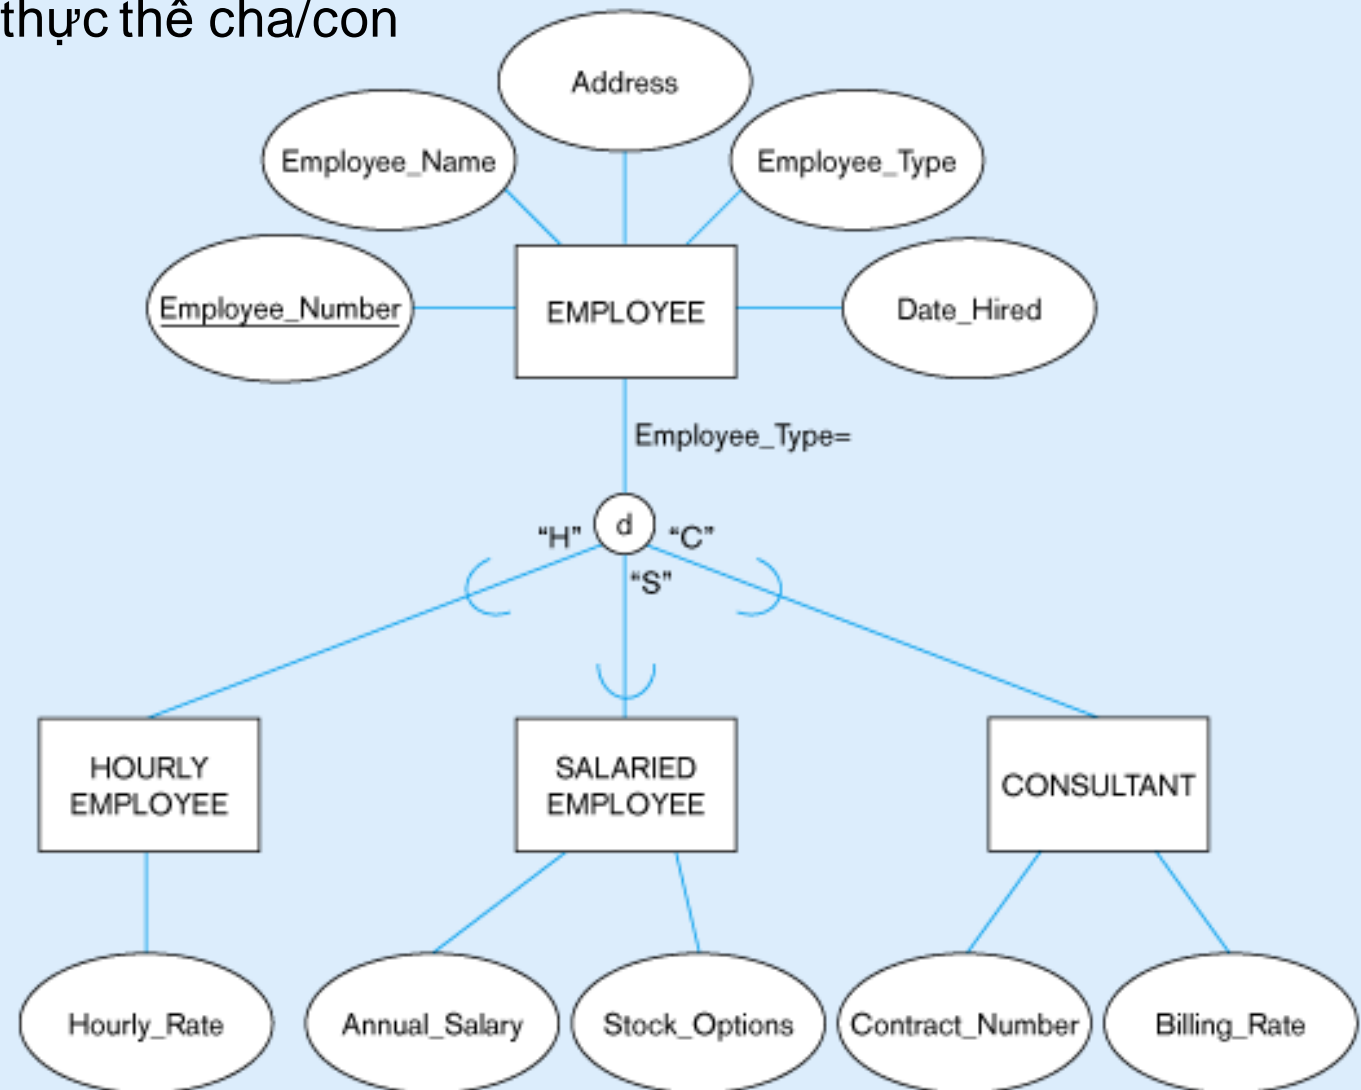 thực thể cha/con
Address
Employee_Name
Employee_Type
Employee_Number
EMPLOYEE
Date_Hired
Employee_Type=
d
“H”
“C”
“S”
HOURLY
EMPLOYEE
SALARIED
EMPLOYEE
CONSULTANT
Hourly_Rate
Annual_Salary
Stock_Options
Contract_Number
Billing_Rate